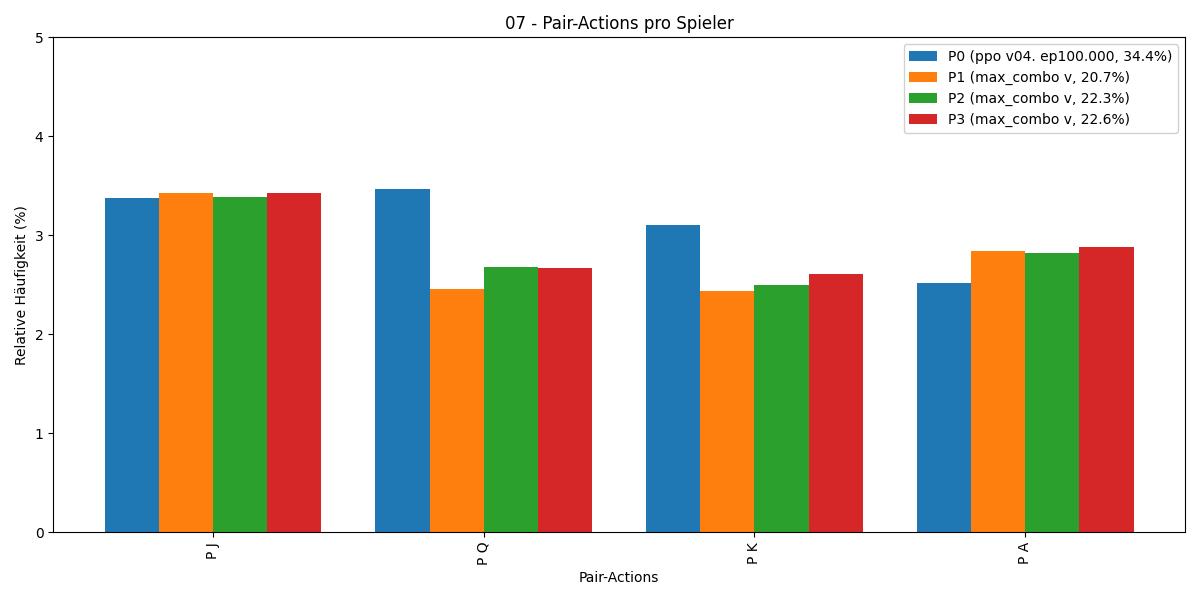 07 - Pair-Actions pro Spieler
P0 (ppo v04. ep100.000, 34.4%)
P1 (max_combo v, 20.7%)
P2 (max_combo v, 22.3%)
P3 (max_combo v, 22.6%)
Relative Häufigkeit (%)
5
4
3
2
1
0
P J
P Q
P K
P A
Pair-Actions